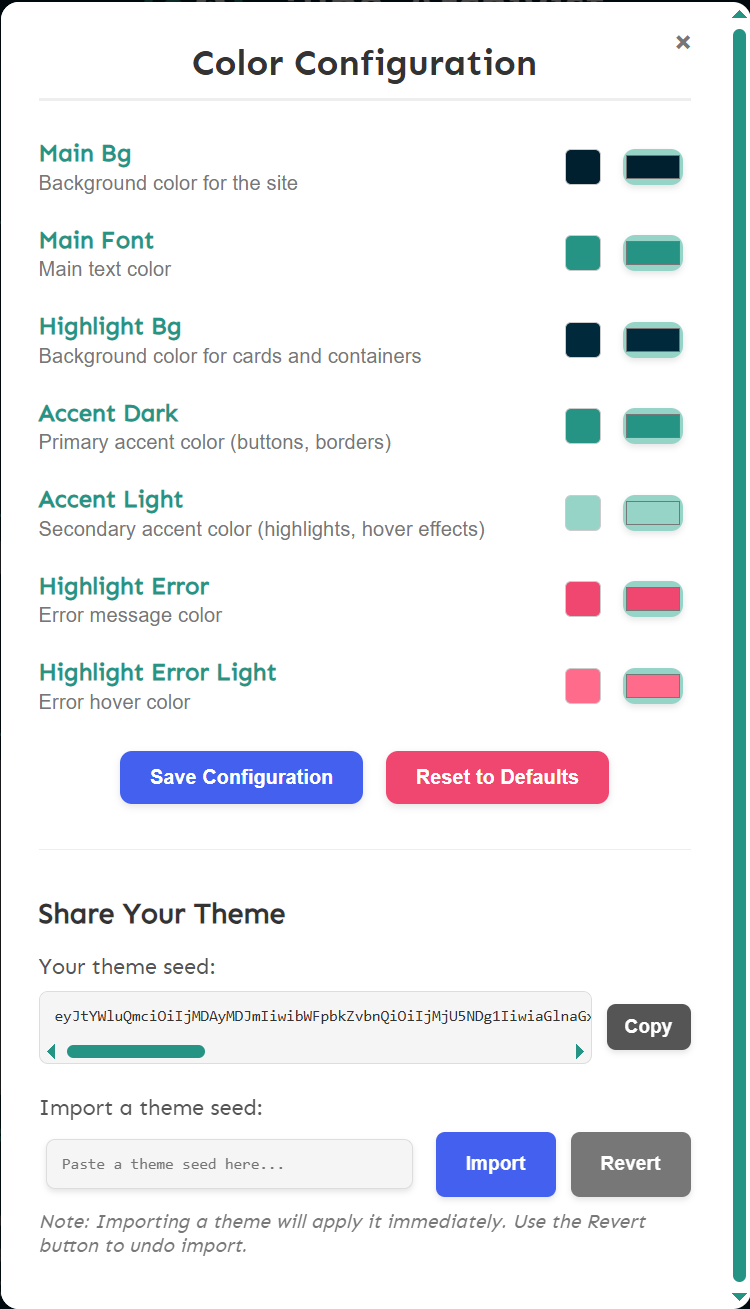 ×
Color Configuration
Main Bg
Background color for the site
Main Font
Main text color
Highlight Bg
Background color for cards and containers
Accent Dark
Primary accent color (buttons, borders)
Accent Light
Secondary accent color (highlights, hover effects)
Highlight Error
Error message color
Highlight Error Light
Error hover color
Save Configuration
Reset to Defaults
Share Your Theme
Your theme seed:
eyJtYWluQmciOiIjMDAyMDJmIiwibWFpbkZvbnQiOiIjMjU5NDg1IiwiaGlnaGx
Copy
Import a theme seed:
Paste a theme seed here...
Import
Revert
Note: Importing a theme will apply it immediately. Use the Revert
button to undo import.